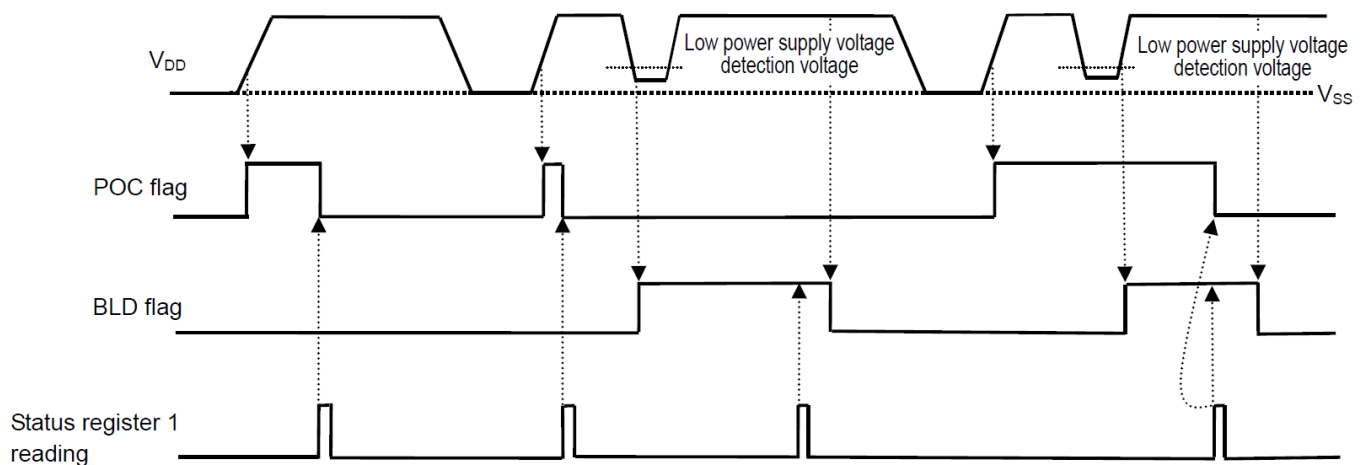 Low power supply voltage
detection voltage
Low power supply voltage
detection voltage
VDD
VSS
POC flag
BLD flag
Status register 1
reading